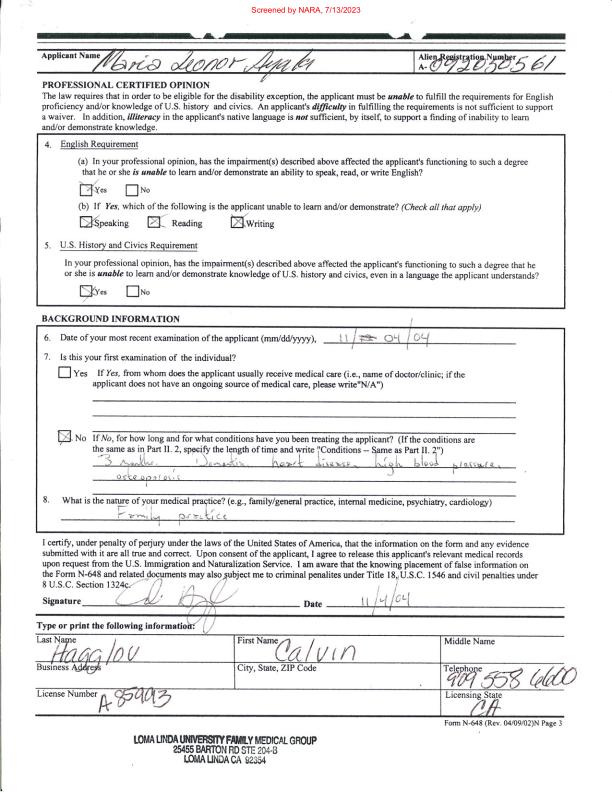 Screened by NARA, 7/13/2023
Applicant Name Maria Leonor Ayala
Alien Registration Number
A- 092030561
PROFESSIONAL CERTIFIED OPINION
The law requires that in order to be eligible for the disability exception, the applicant must be unable to fulfill the requirements for English
proficiency and/or knowledge of U.S. history and civics. An applicant's difficulty in fulfilling the requirements is not sufficient to support
a waiver. In addition, illiteracy in the applicant's native language is not sufficient, by itself, to support a finding of inability to learn
and/or demonstrate knowledge.
4. English Requirement
(a) In your professional opinion, has the impairment(s) described above affected the applicant's functioning to such a degree
that he or she is unable to learn and/or demonstrate an ability to speak, read, or write English?
Yes No
(b) If Yes, which of the following is the applicant unable to learn and/or demonstrate? (Check all that apply)
Speaking Reading Writing
5. U.S. History and Civics Requirement
In your professional opinion, has the impairment(s) described above affected the applicant's functioning to such a degree that he
or she is unable to learn and/or demonstrate knowledge of U.S. history and civics, even in a language the applicant understands?
Yes No
BACKGROUND INFORMATION
6. Date of your most recent examination of the applicant (mm/dd/yyyy), 11/ 04/04
7. Is this your first examination of the individual?
Yes If Yes, from whom does the applicant usually receive medical care (i.e., name of doctor/clinic; if the
applicant does not have an ongoing source of medical care, please write"N/A")
No If No, for how long and for what conditions have you been treating the applicant? (If the conditions are
the same as in Part II. 2, specify the length of time and write "Conditions -- Same as Part II. 2")
3 months. Dementia, heart disease, high blood pressure,
osteoporosis
8. What is the nature of your medical practice? (e.g., family/general practice, internal medicine, psychiatry, cardiology)
Family practice
I certify, under penalty of perjury under the laws of the United States of America, that the information on the form and any evidence
submitted with it are all true and correct. Upon consent of the applicant, I agree to release this applicant's relevant medical records
upon request from the U.S. Immigration and Naturalization Service. I am aware that the knowing placement of false information on
the Form N-648 and related documents may also subject me to criminal penalites under Title 18, U.S.C. 1546 and civil penalties under
8 U.S.C. Section 1324c.
Signature Date 11/4/04
Type or print the following information:
Last Name Hagglov First Name Calvin Middle Name
Business Address City, State, ZIP Code Telephone
909 558 6600
License Number A 85993 Licensing State
CA
Form N-648 (Rev. 04/09/02)N Page 3
LOMA LINDA UNIVERSITY FAMILY MEDICAL GROUP
25455 BARTON RD STE 204-B
LOMA LINDA CA 92354